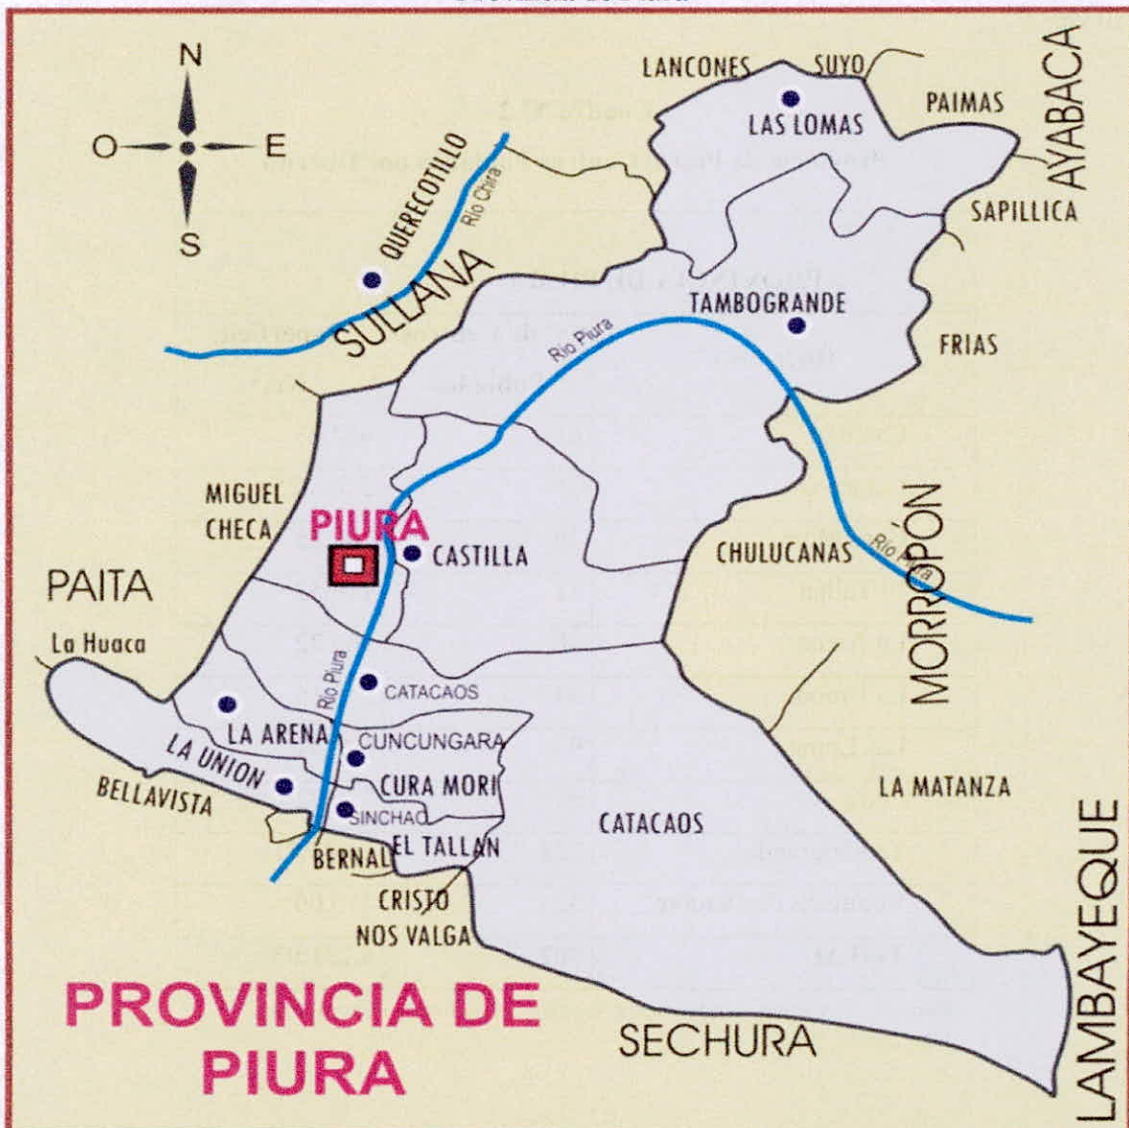 N
O
E
S
LANCONES
SUYO
PAIMAS
AYABACA
LAS LOMAS
SAPILLICA
QUERECOTILLO
Río Chira
SULLANA
TAMBOGRANDE
FRIAS
Río Piura
MIGUEL
CHECA
PIURA
CASTILLA
CHULUCANAS
Río Piura
MORROPÓN
PAITA
La Huaca
Río Piura
CATACAOS
LA ARENA
CUNCUNGARA
LA UNION
CURA MORI
BELLAVISTA
SINCHAO
CATACAOS
LA MATANZA
EL TALLAN
BERNAL
CRISTO
NOS VALGA
LAMBAYEQUE
SECHURA
PROVINCIA DE
PIURA